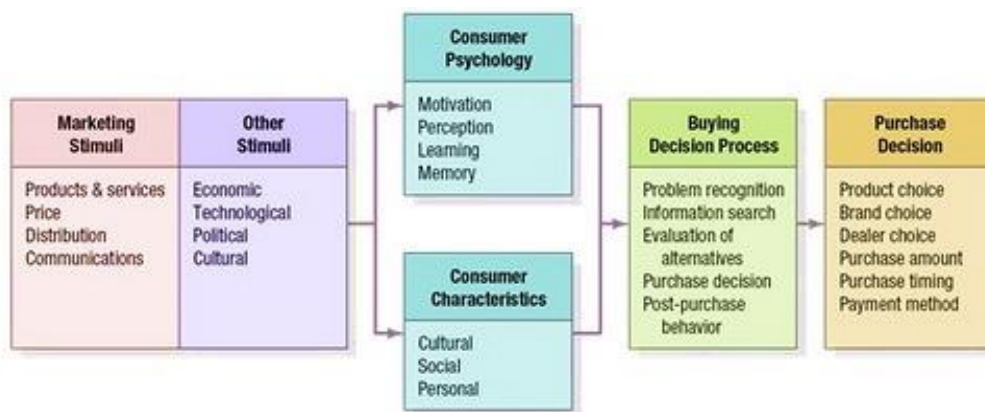 Marketing
Stimuli
Products & services
Price
Distribution
Communications
Other
Stimuli
Economic
Technological
Political
Cultural
Consumer
Psychology
Motivation
Perception
Learning
Memory
Consumer
Characteristics
Cultural
Social
Personal
Buying
Decision Process
Problem recognition
Information search
Evaluation of
alternatives
Purchase decision
Post-purchase
behavior
Purchase
Decision
Product choice
Brand choice
Dealer choice
Purchase amount
Purchase timing
Payment method